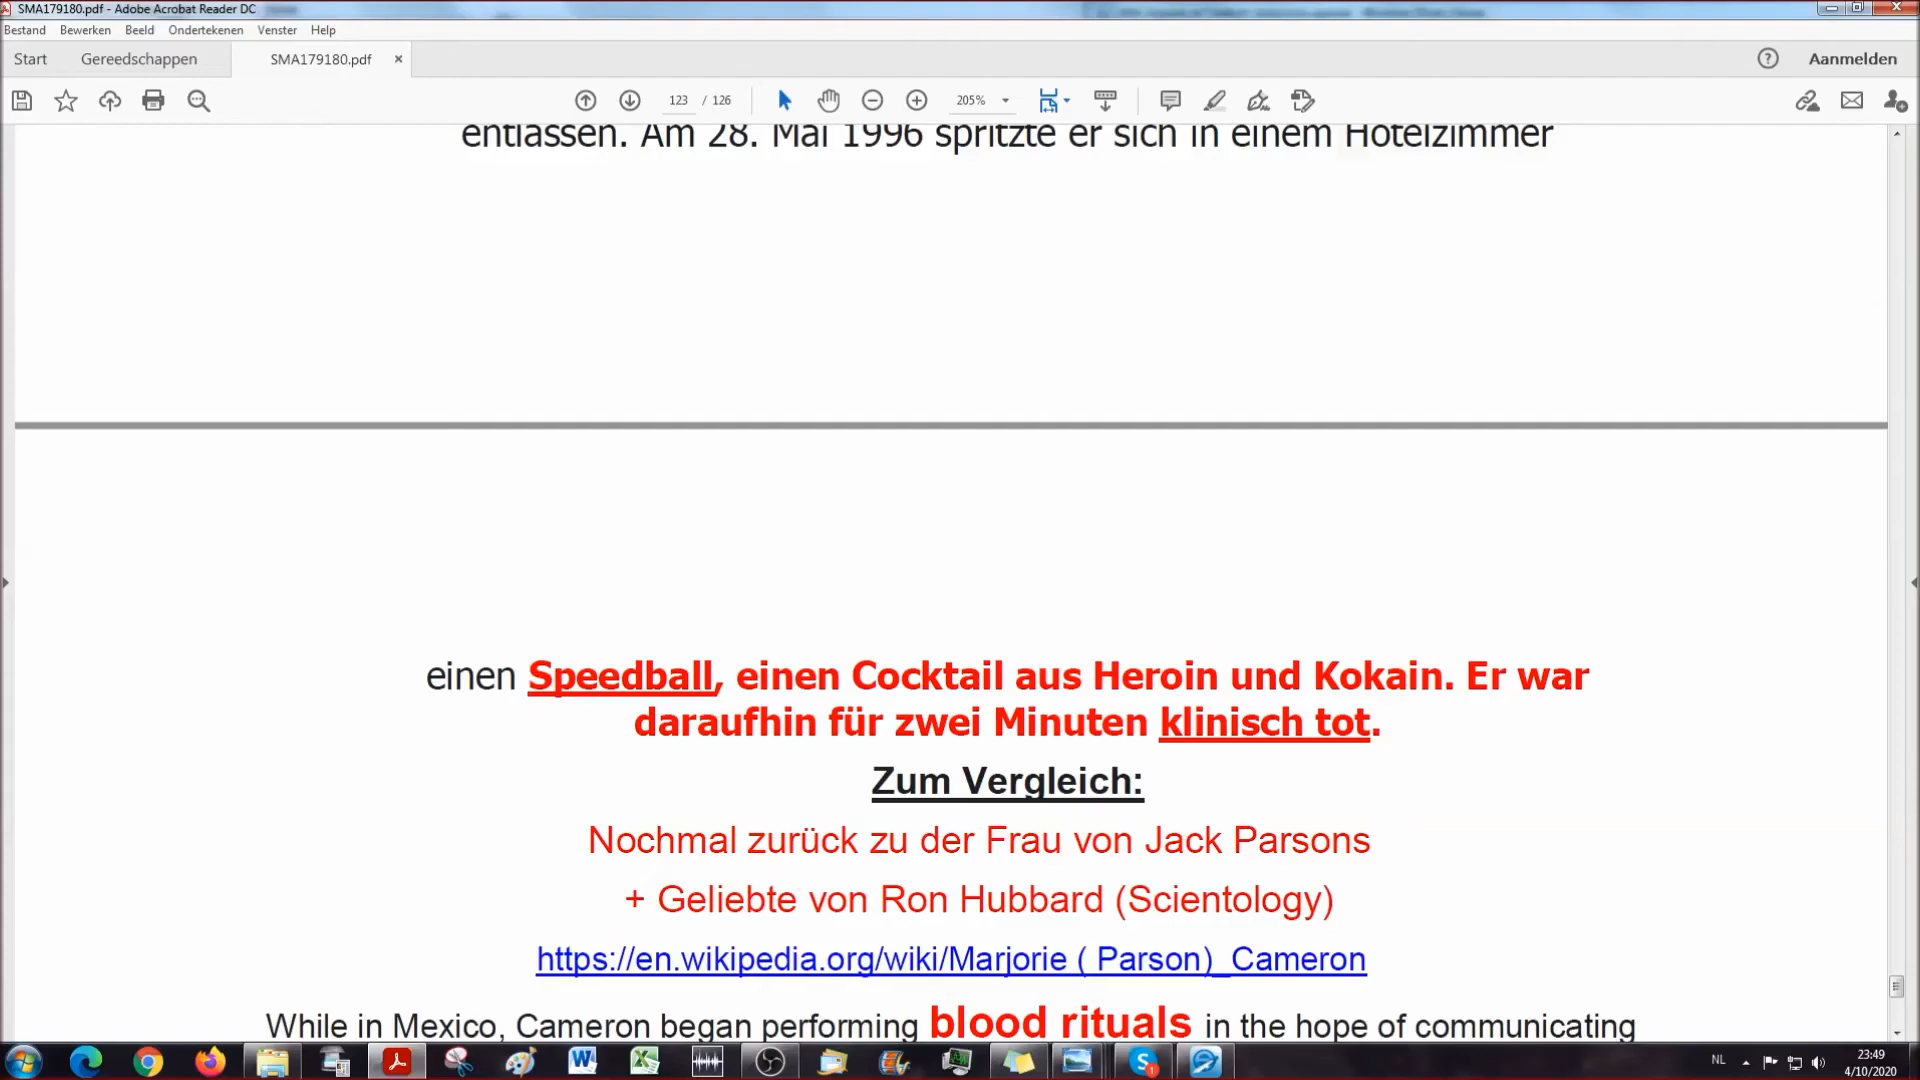 SMA179180.pdf - Adobe Acrobat Reader DC
Bestand Bewerken Beeld Ondertekenen Venster Help
Start Gereedschappen SMA179180.pdf × Aanmelden
123 / 126 205%
entlassen. Am 28. Mai 1996 spritzte er sich in einem Hotelzimmer
einen Speedball, einen Cocktail aus Heroin und Kokain. Er war
daraufhin für zwei Minuten klinisch tot.
Zum Vergleich:
Nochmal zurück zu der Frau von Jack Parsons
+ Geliebte von Ron Hubbard (Scientology)
https://en.wikipedia.org/wiki/Marjorie ( Parson)_Cameron
While in Mexico, Cameron began performing blood rituals in the hope of communicating
NL 23:49
4/10/2020